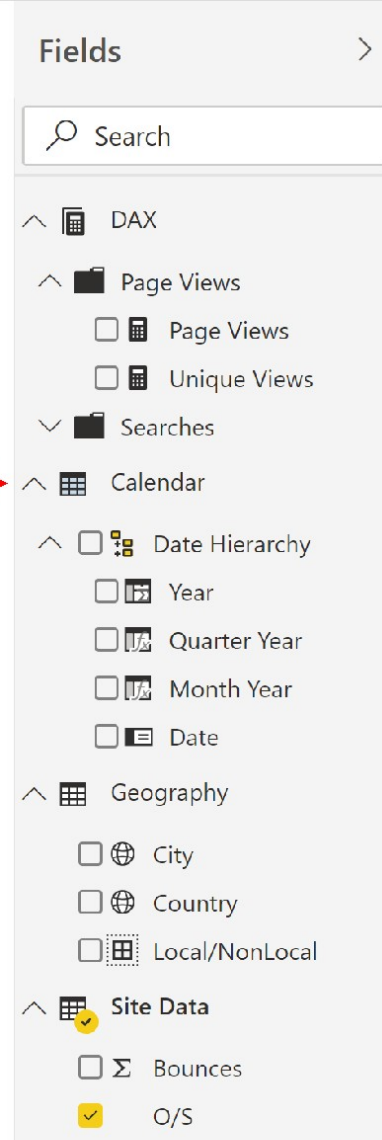 Fields
Search
DAX
Page Views
Page Views
Unique Views
Searches
Calendar
Date Hierarchy
Year
Quarter Year
Month Year
Date
Geography
City
Country
Local/NonLocal
Site Data
Bounces
O/S